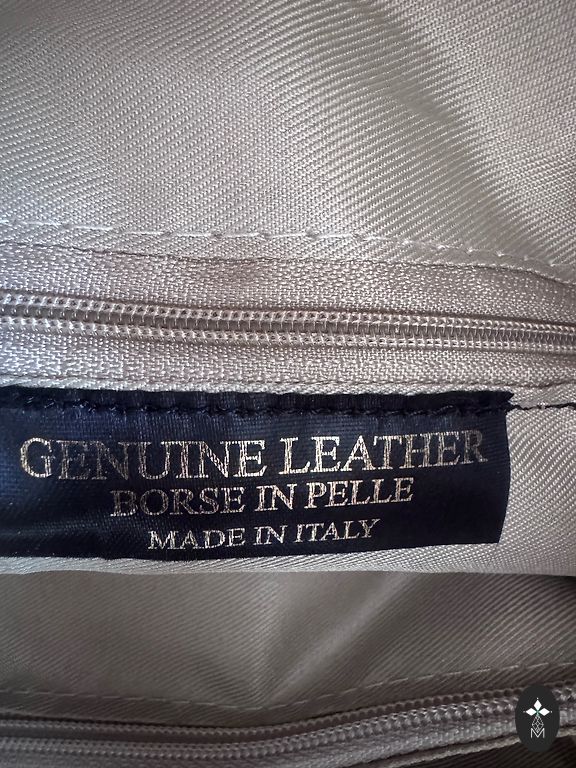 GENUINE LEATHER
BORSE IN PELLE
MADE IN ITALY
M